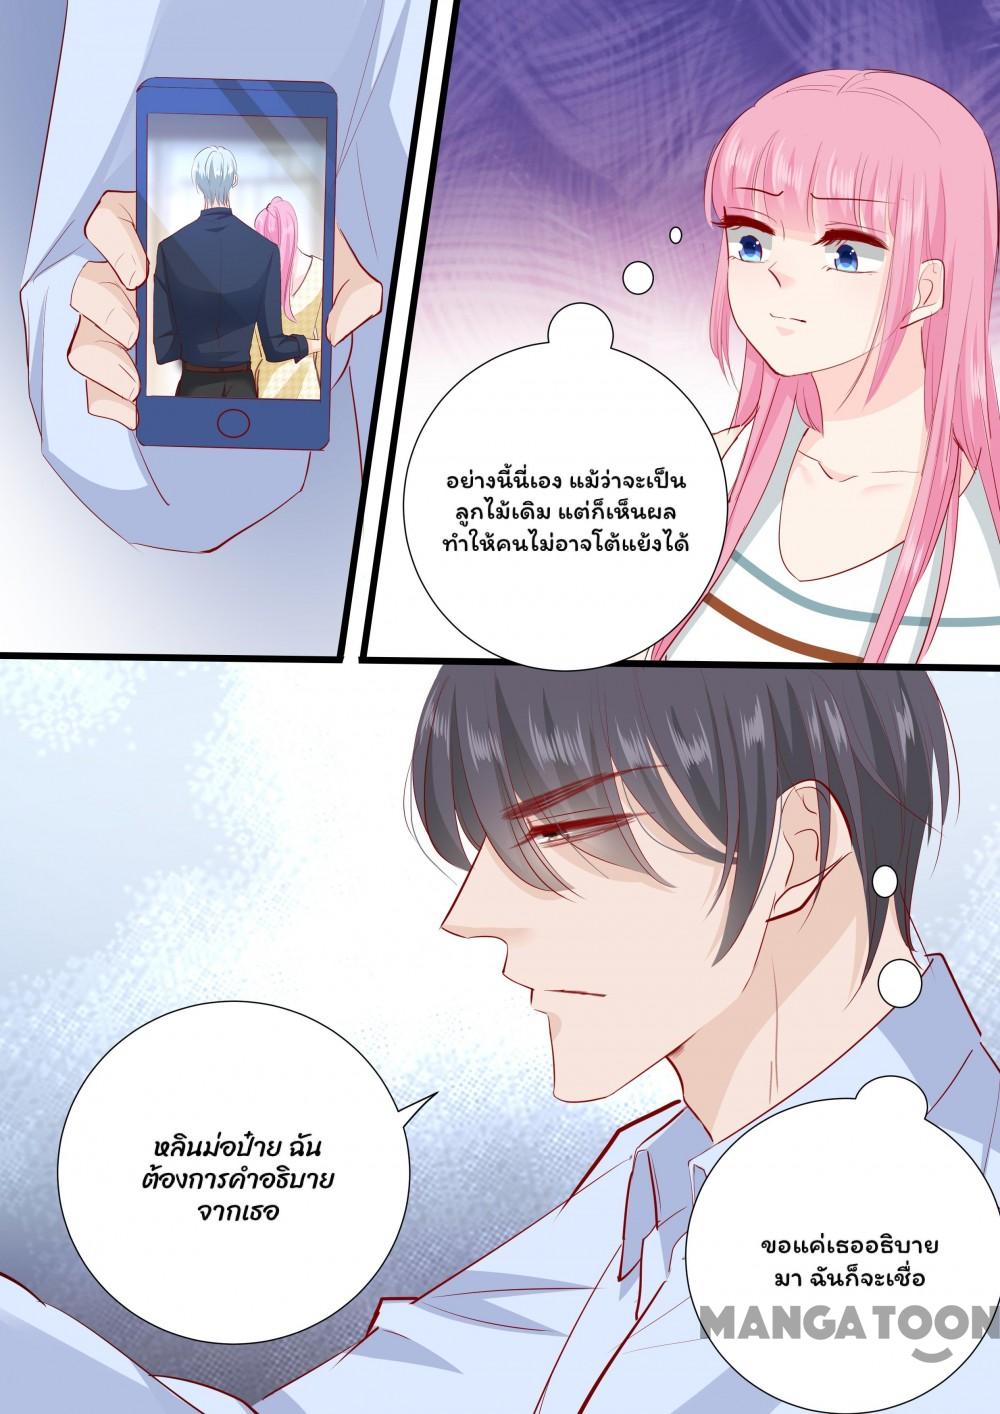 อย่างนี้นี่เอง แม้ว่าจะเป็น
ลูกไม้เดิม แต่ก็เห็นผล
ทำให้คนไม่อาจโต้แย้งได้
หลินม่อป๋าย ฉัน
ต้องการคำอธิบาย
จากเธอ
ขอแค่เธออธิบาย
มา ฉันก็จะเชื่อ
MANGATOON